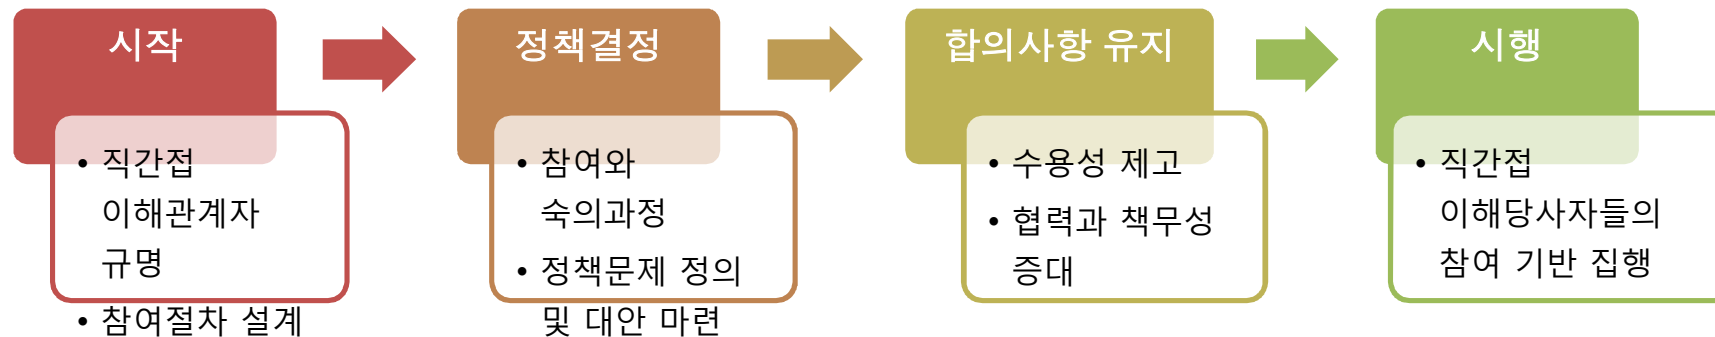 시작
• 직간접
이해관계자
규명
• 참여절차 설계
정책결정
• 참여와
숙의과정
• 정책문제 정의
및 대안 마련
합의사항 유지
• 수용성 제고
• 협력과 책무성
증대
시행
• 직간접
이해당사자들의
참여 기반 집행